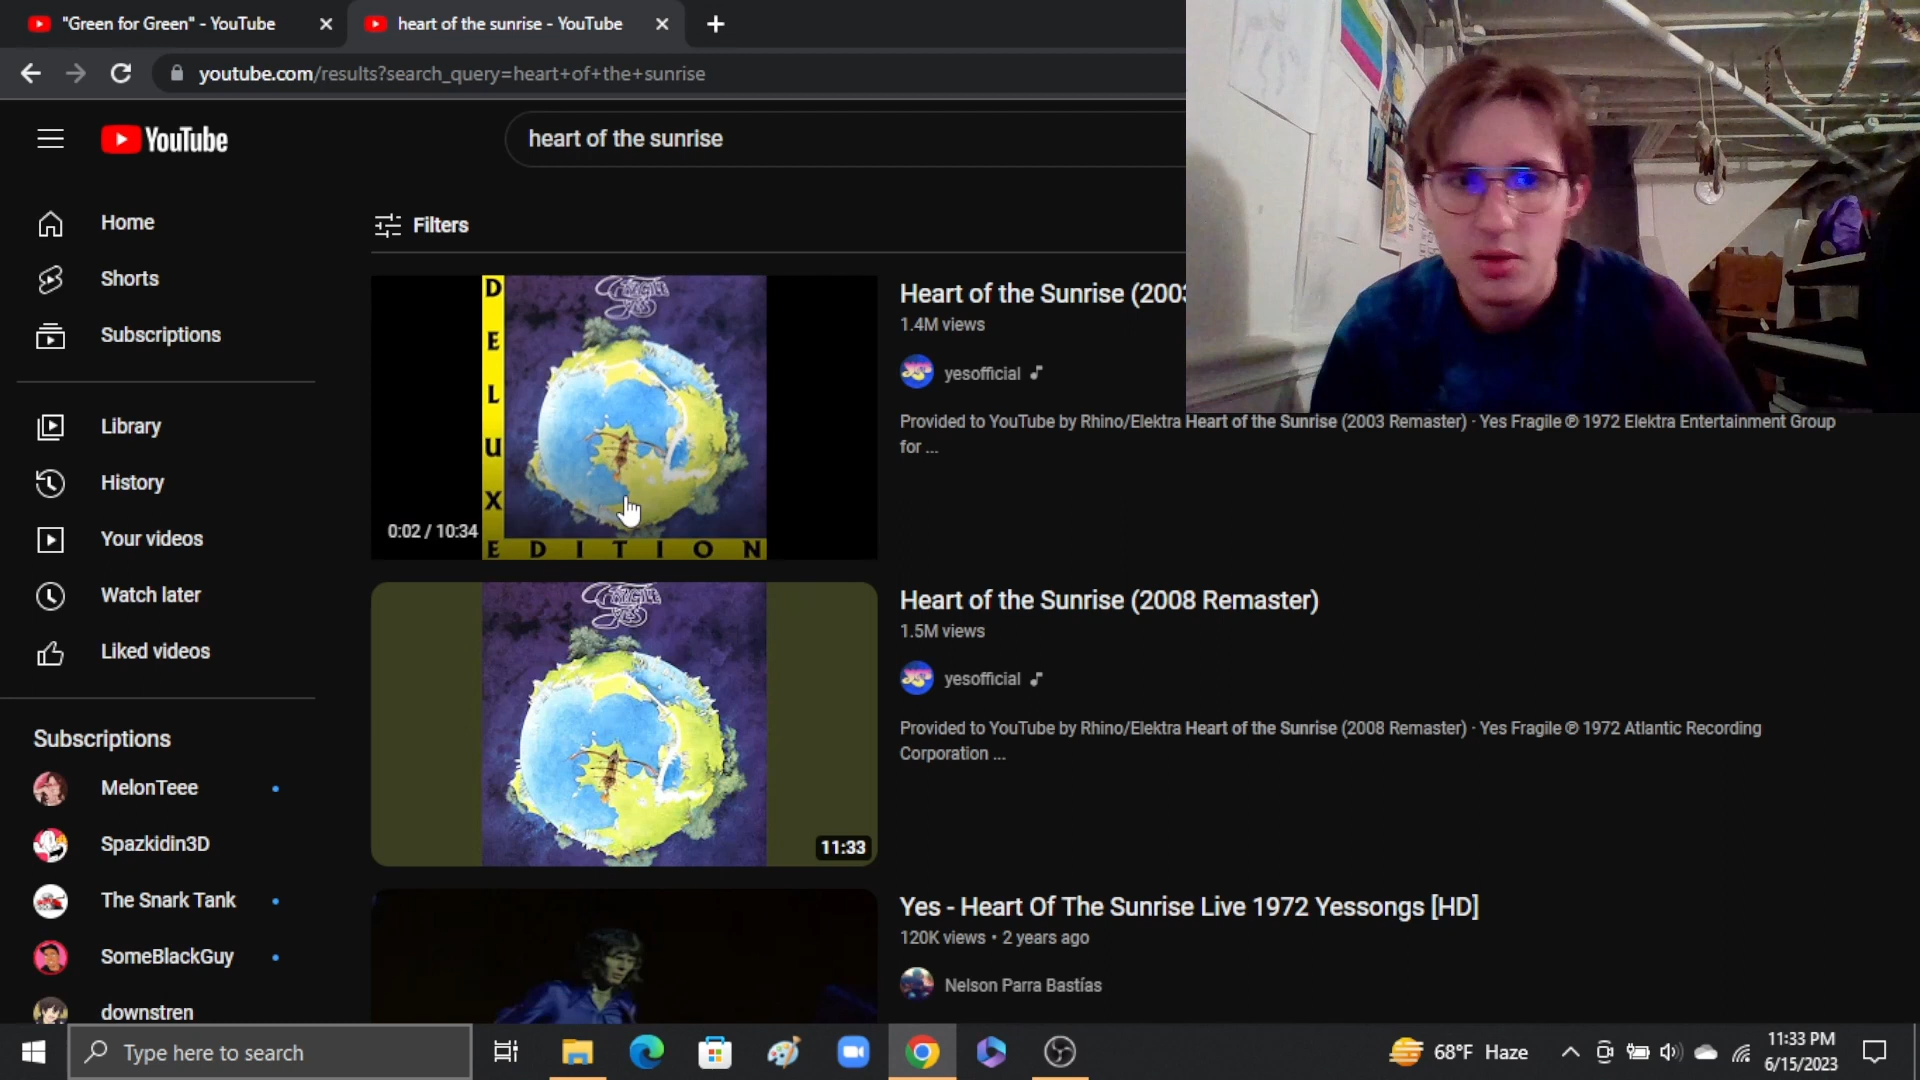 "Green for Green" - YouTube
heart of the sunrise - YouTube
youtube.com/results?search_query=heart+of+the+sunrise
YouTube
heart of the sunrise
Home
Shorts
Subscriptions
Library
History
Your videos
Watch later
Liked videos
Subscriptions
MelonTeee
Spazkidin3D
The Snark Tank
SomeBlackGuy
downstren
Filters
DELUXE
EDITION
FRAGILE
YES
0:02 / 10:34
Heart of the Sunrise (2003
1.4M views
yesofficial
Provided to YouTube by Rhino/Elektra Heart of the Sunrise (2003 Remaster) · Yes Fragile ℗ 1972 Elektra Entertainment Group
for ...
FRAGILE
YES
11:33
Heart of the Sunrise (2008 Remaster)
1.5M views
yesofficial
Provided to YouTube by Rhino/Elektra Heart of the Sunrise (2008 Remaster) · Yes Fragile ℗ 1972 Atlantic Recording
Corporation ...
Yes - Heart Of The Sunrise Live 1972 Yessongs [HD]
120K views • 2 years ago
Nelson Parra Bastías
Type here to search
68°F Haze
11:33 PM
6/15/2023